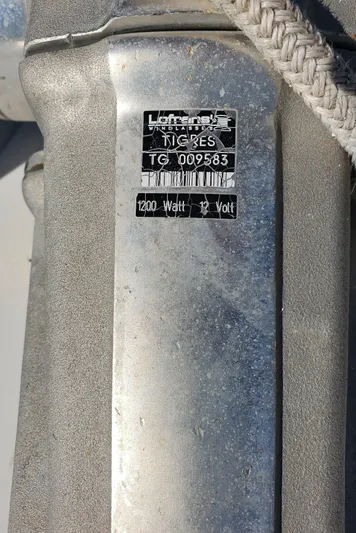 Lofrans'
WINDLASSES
TIGRES
TG 009583
1200 Watt 12 Volt